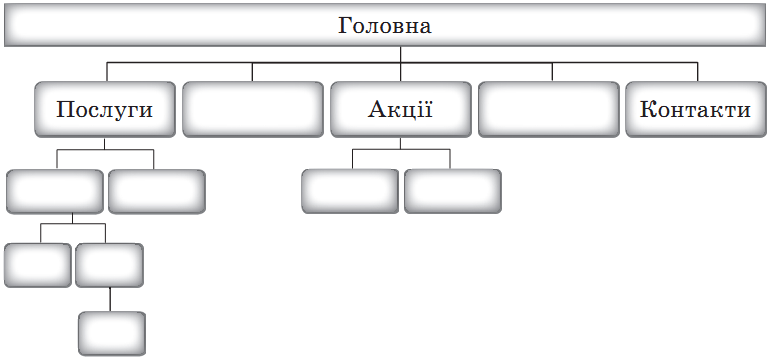 Головна
Послуги
Акції
Контакти